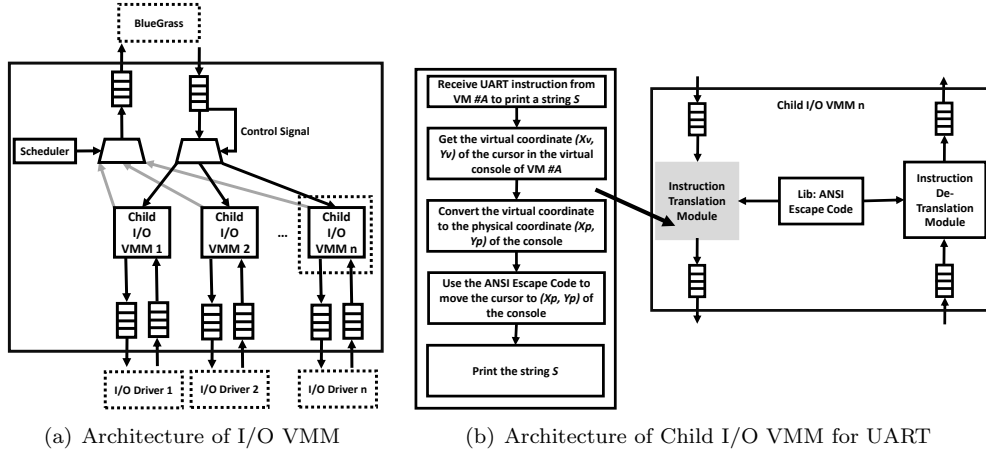 BlueGrass
Control Signal
Scheduler
Child
I/O
VMM 1
Child
I/O
VMM 2
...
Child
I/O
VMM n
I/O Driver 1
I/O Driver 2
I/O Driver n
(a) Architecture of I/O VMM
Receive UART instruction from
VM #A to print a string S
Get the virtual coordinate (Xv,
Yv) of the cursor in the virtual
console of VM #A
Convert the virtual coordinate
to the physical coordinate (Xp,
Yp) of the console
Use the ANSI Escape Code to
move the cursor to (Xp, Yp) of
the console
Print the string S
Child I/O VMM n
Instruction
Translation
Module
Lib: ANSI
Escape Code
Instruction
De-
Translation
Module
(b) Architecture of Child I/O VMM for UART